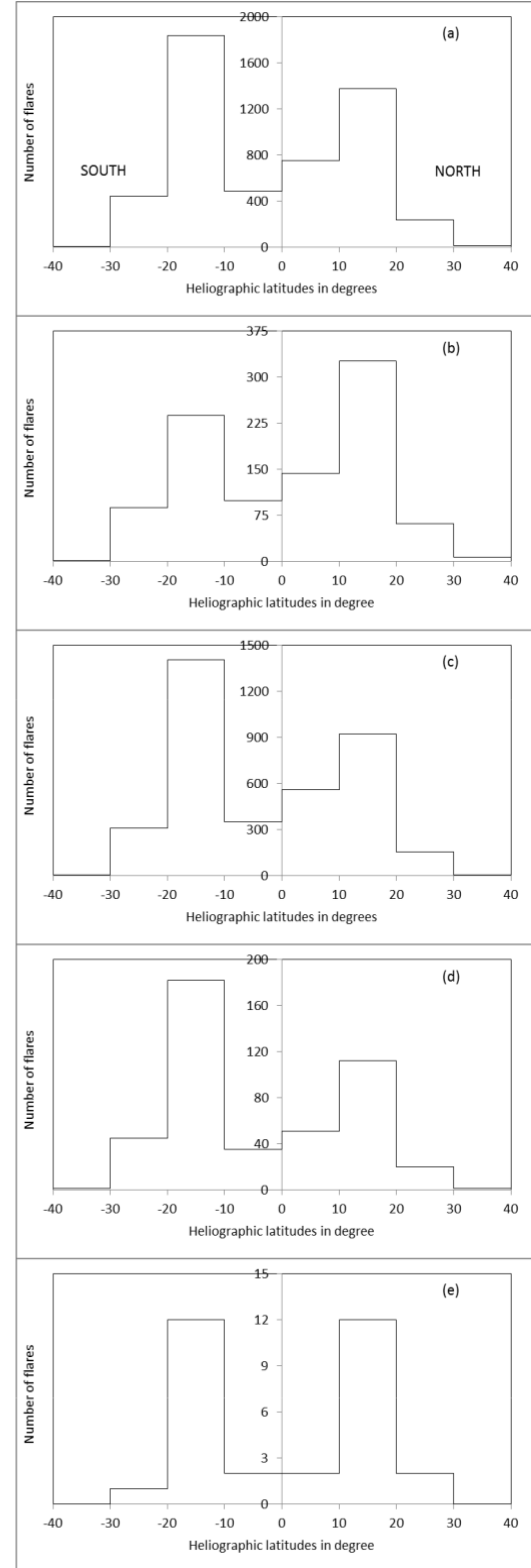 (a)
Number of flares
2000
1600
1200
800
400
0
SOUTH
NORTH
-40 -30 -20 -10 0 10 20 30 40
Heliographic latitudes in degrees
(b)
Number of flares
375
300
225
150
75
0
-40 -30 -20 -10 0 10 20 30 40
Heliographic latitudes in degree
(c)
Number of flares
1500
1200
900
600
300
0
-40 -30 -20 -10 0 10 20 30 40
Heliographic latitudes in degrees
(d)
Number of flares
200
160
120
80
40
0
-40 -30 -20 -10 0 10 20 30 40
Heliographic latitudes in degree
(e)
Number of flares
15
12
9
6
3
0
-40 -30 -20 -10 0 10 20 30 40
Heliographic latitudes in degree